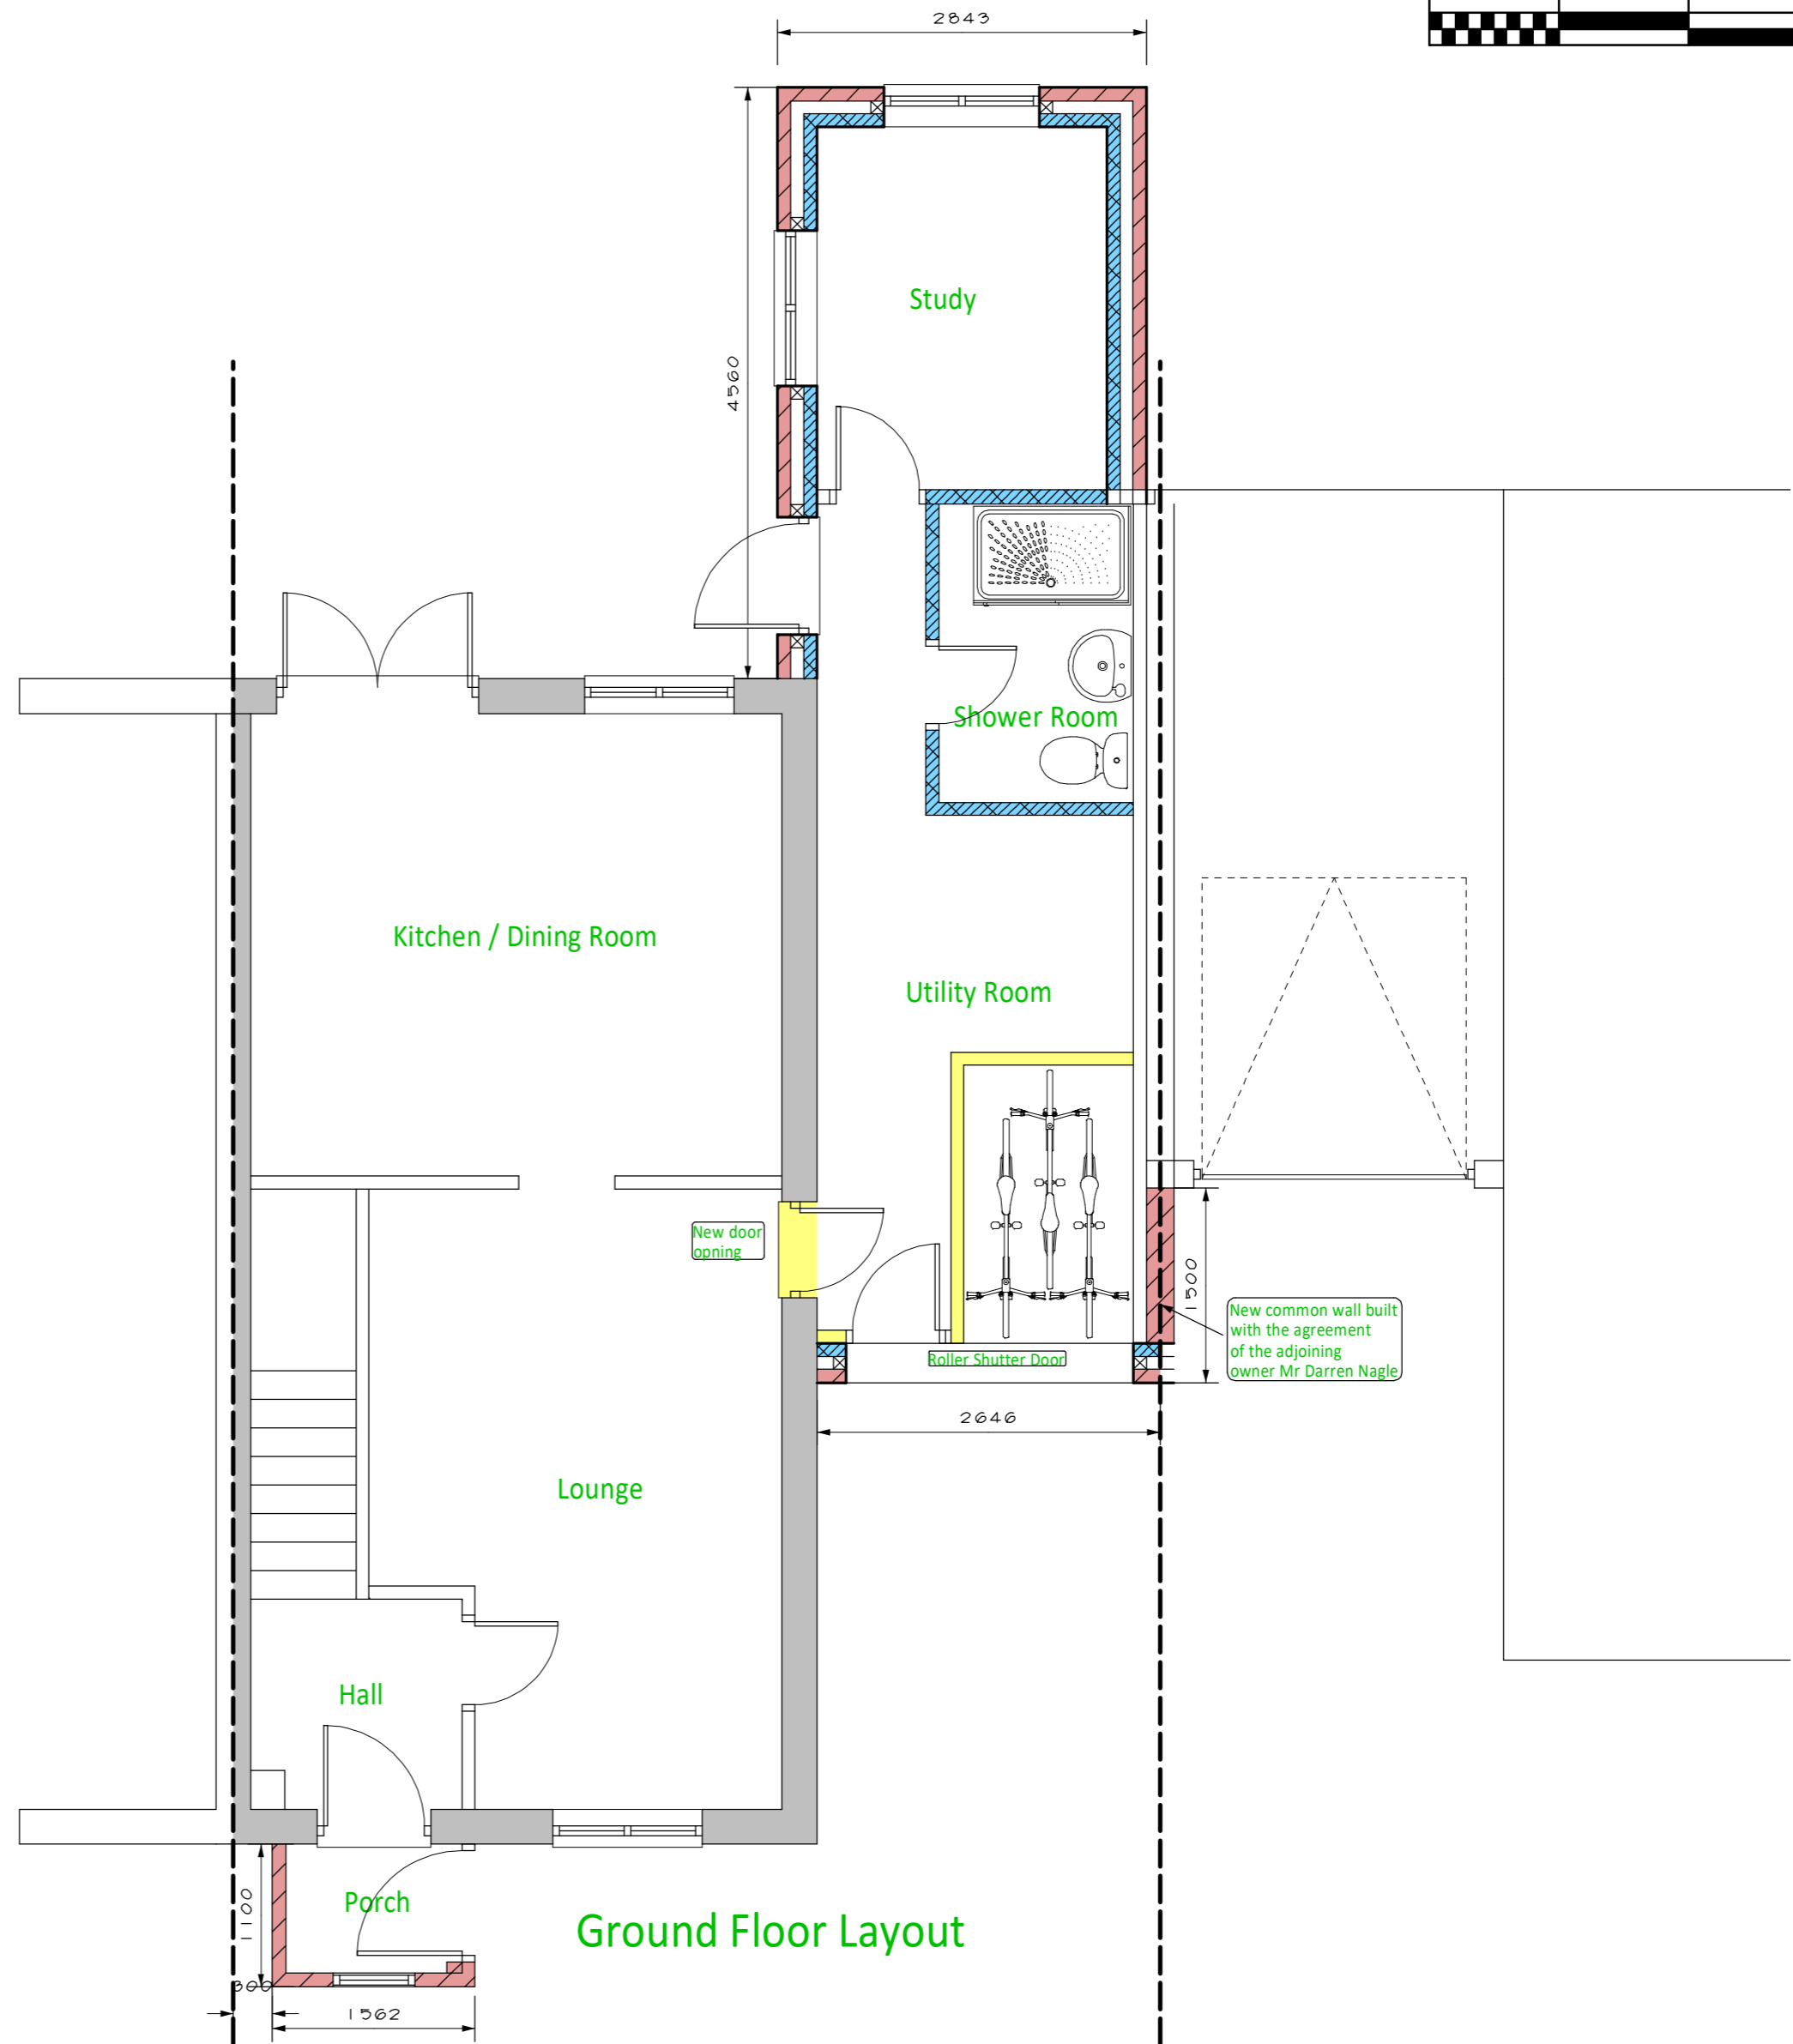 2843
Study
4560
Shower Room
Kitchen / Dining Room
Utility Room
New door
opning
1500
New common wall built
with the agreement
of the adjoining
owner Mr Darren Nagle
Roller Shutter Door
2646
Lounge
Hall
Porch
1100
Ground Floor Layout
300
1562